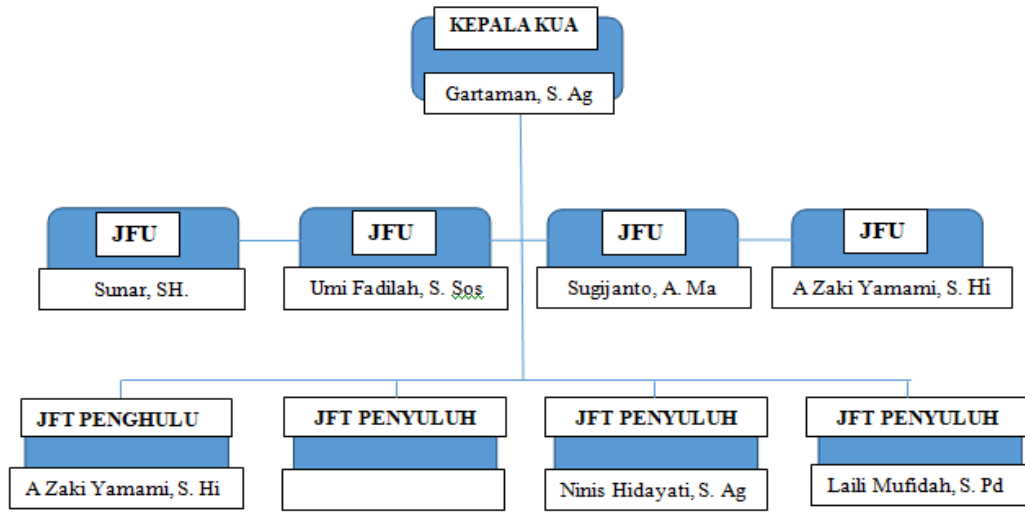 KEPALA KUA
Gartaman, S. Ag
JFU
JFU
JFU
JFU
Sunar, SH.
Umi Fadilah, S. Sos
Sugijanto, A. Ma
A Zaki Yamami, S. Hi
JFT PENGHULU
JFT PENYULUH
JFT PENYULUH
JFT PENYULUH
A Zaki Yamami, S. Hi
Ninis Hidayati, S. Ag
Laili Mufidah, S. Pd